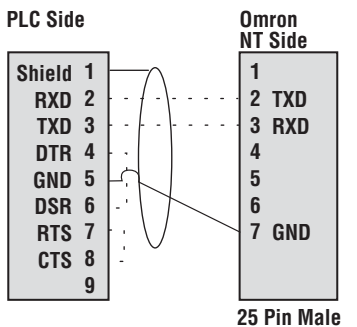 PLC Side
Omron
NT Side
Shield 1
RXD 2
TXD 3
DTR 4
GND 5
DSR 6
RTS 7
CTS 8
9
1
2 TXD
3 RXD
4
5
6
7 GND
25 Pin Male